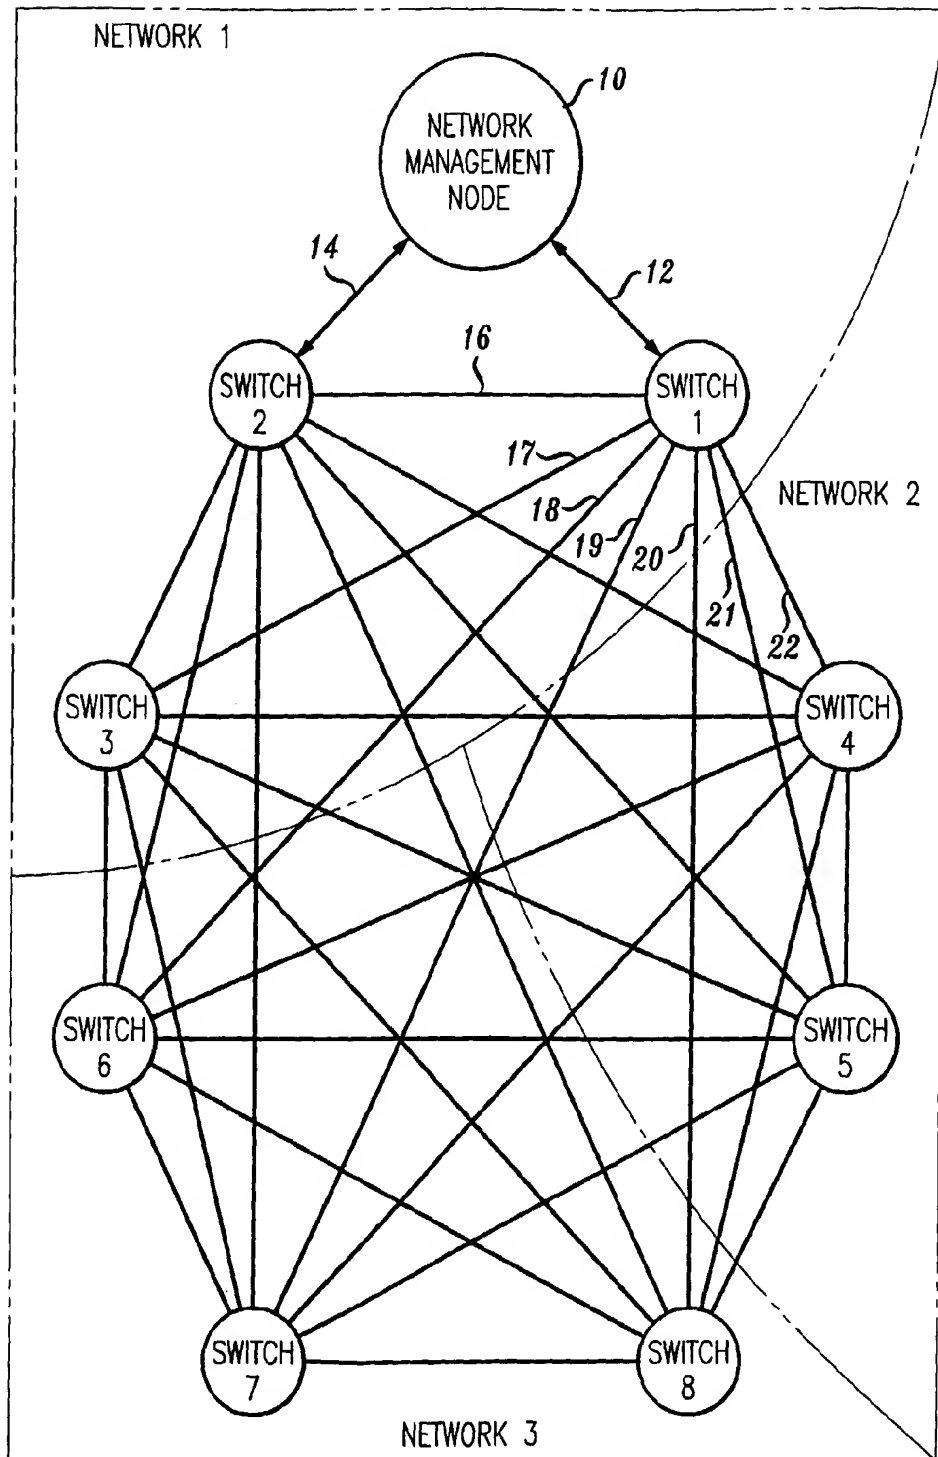 NETWORK 1
10
NETWORK
MANAGEMENT
NODE
14
12
16
SWITCH
2
SWITCH
1
17
18
19
20
NETWORK 2
21
22
SWITCH
3
SWITCH
4
SWITCH
6
SWITCH
5
SWITCH
7
SWITCH
8
NETWORK 3